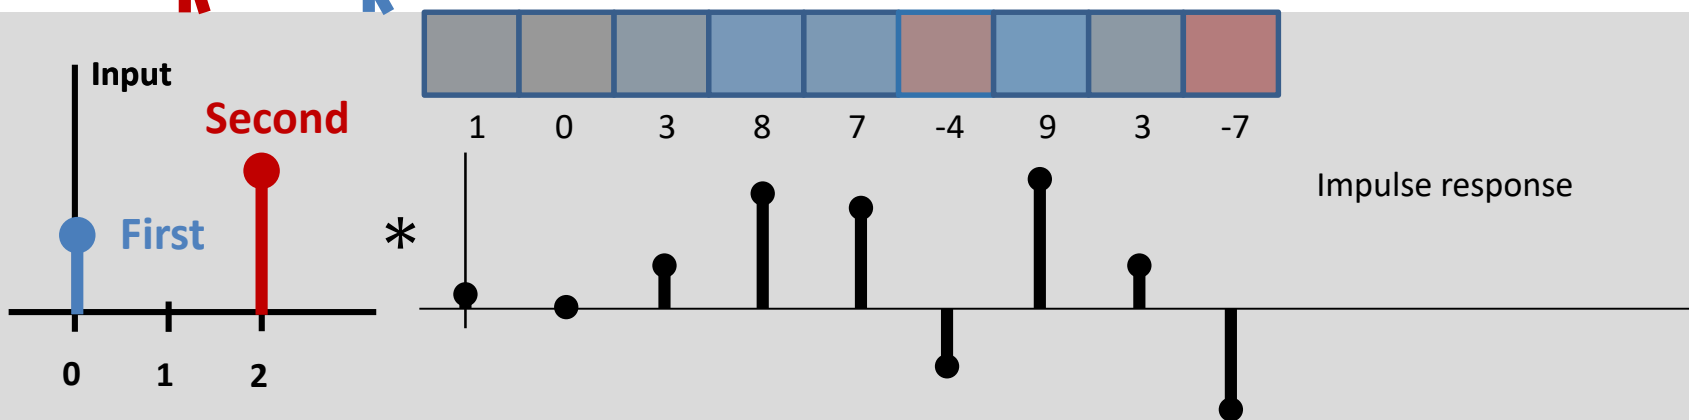 Input
Second
First
0 1 2
*
1 0 3 8 7 -4 9 3 -7
Impulse response